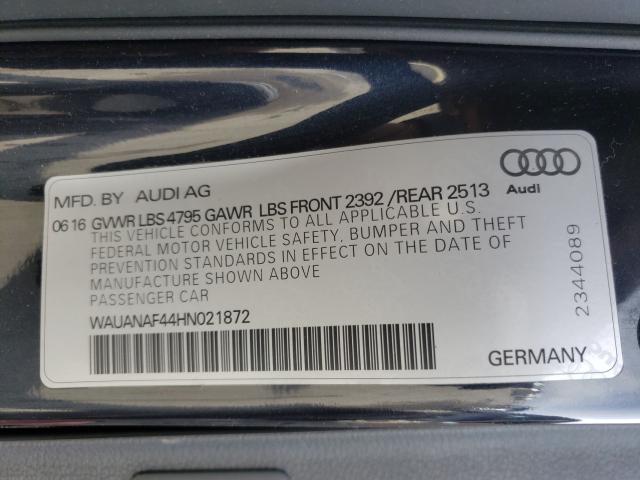 MFD. BY AUDI AG
0616 GVWR LBS 4795 GAWR LBS FRONT 2392 /REAR 2513
THIS VEHICLE CONFORMS TO ALL APPLICABLE U.S.
FEDERAL MOTOR VEHICLE SAFETY, BUMPER AND THEFT
PREVENTION STANDARDS IN EFFECT ON THE DATE OF
MANUFACTURE SHOWN ABOVE
PASSENGER CAR
WAUANAF44HN021872
Audi
2344089
GERMANY